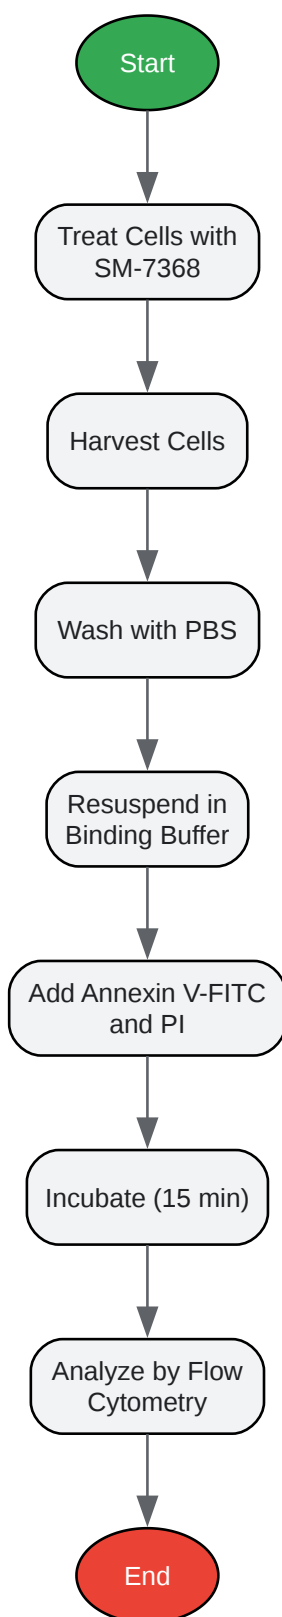 Start
Treat Cells with
SM-7368
Harvest Cells
Wash with PBS
Resuspend in
Binding Buffer
Add Annexin V-FITC
and PI
Incubate (15 min)
Analyze by Flow
Cytometry
End